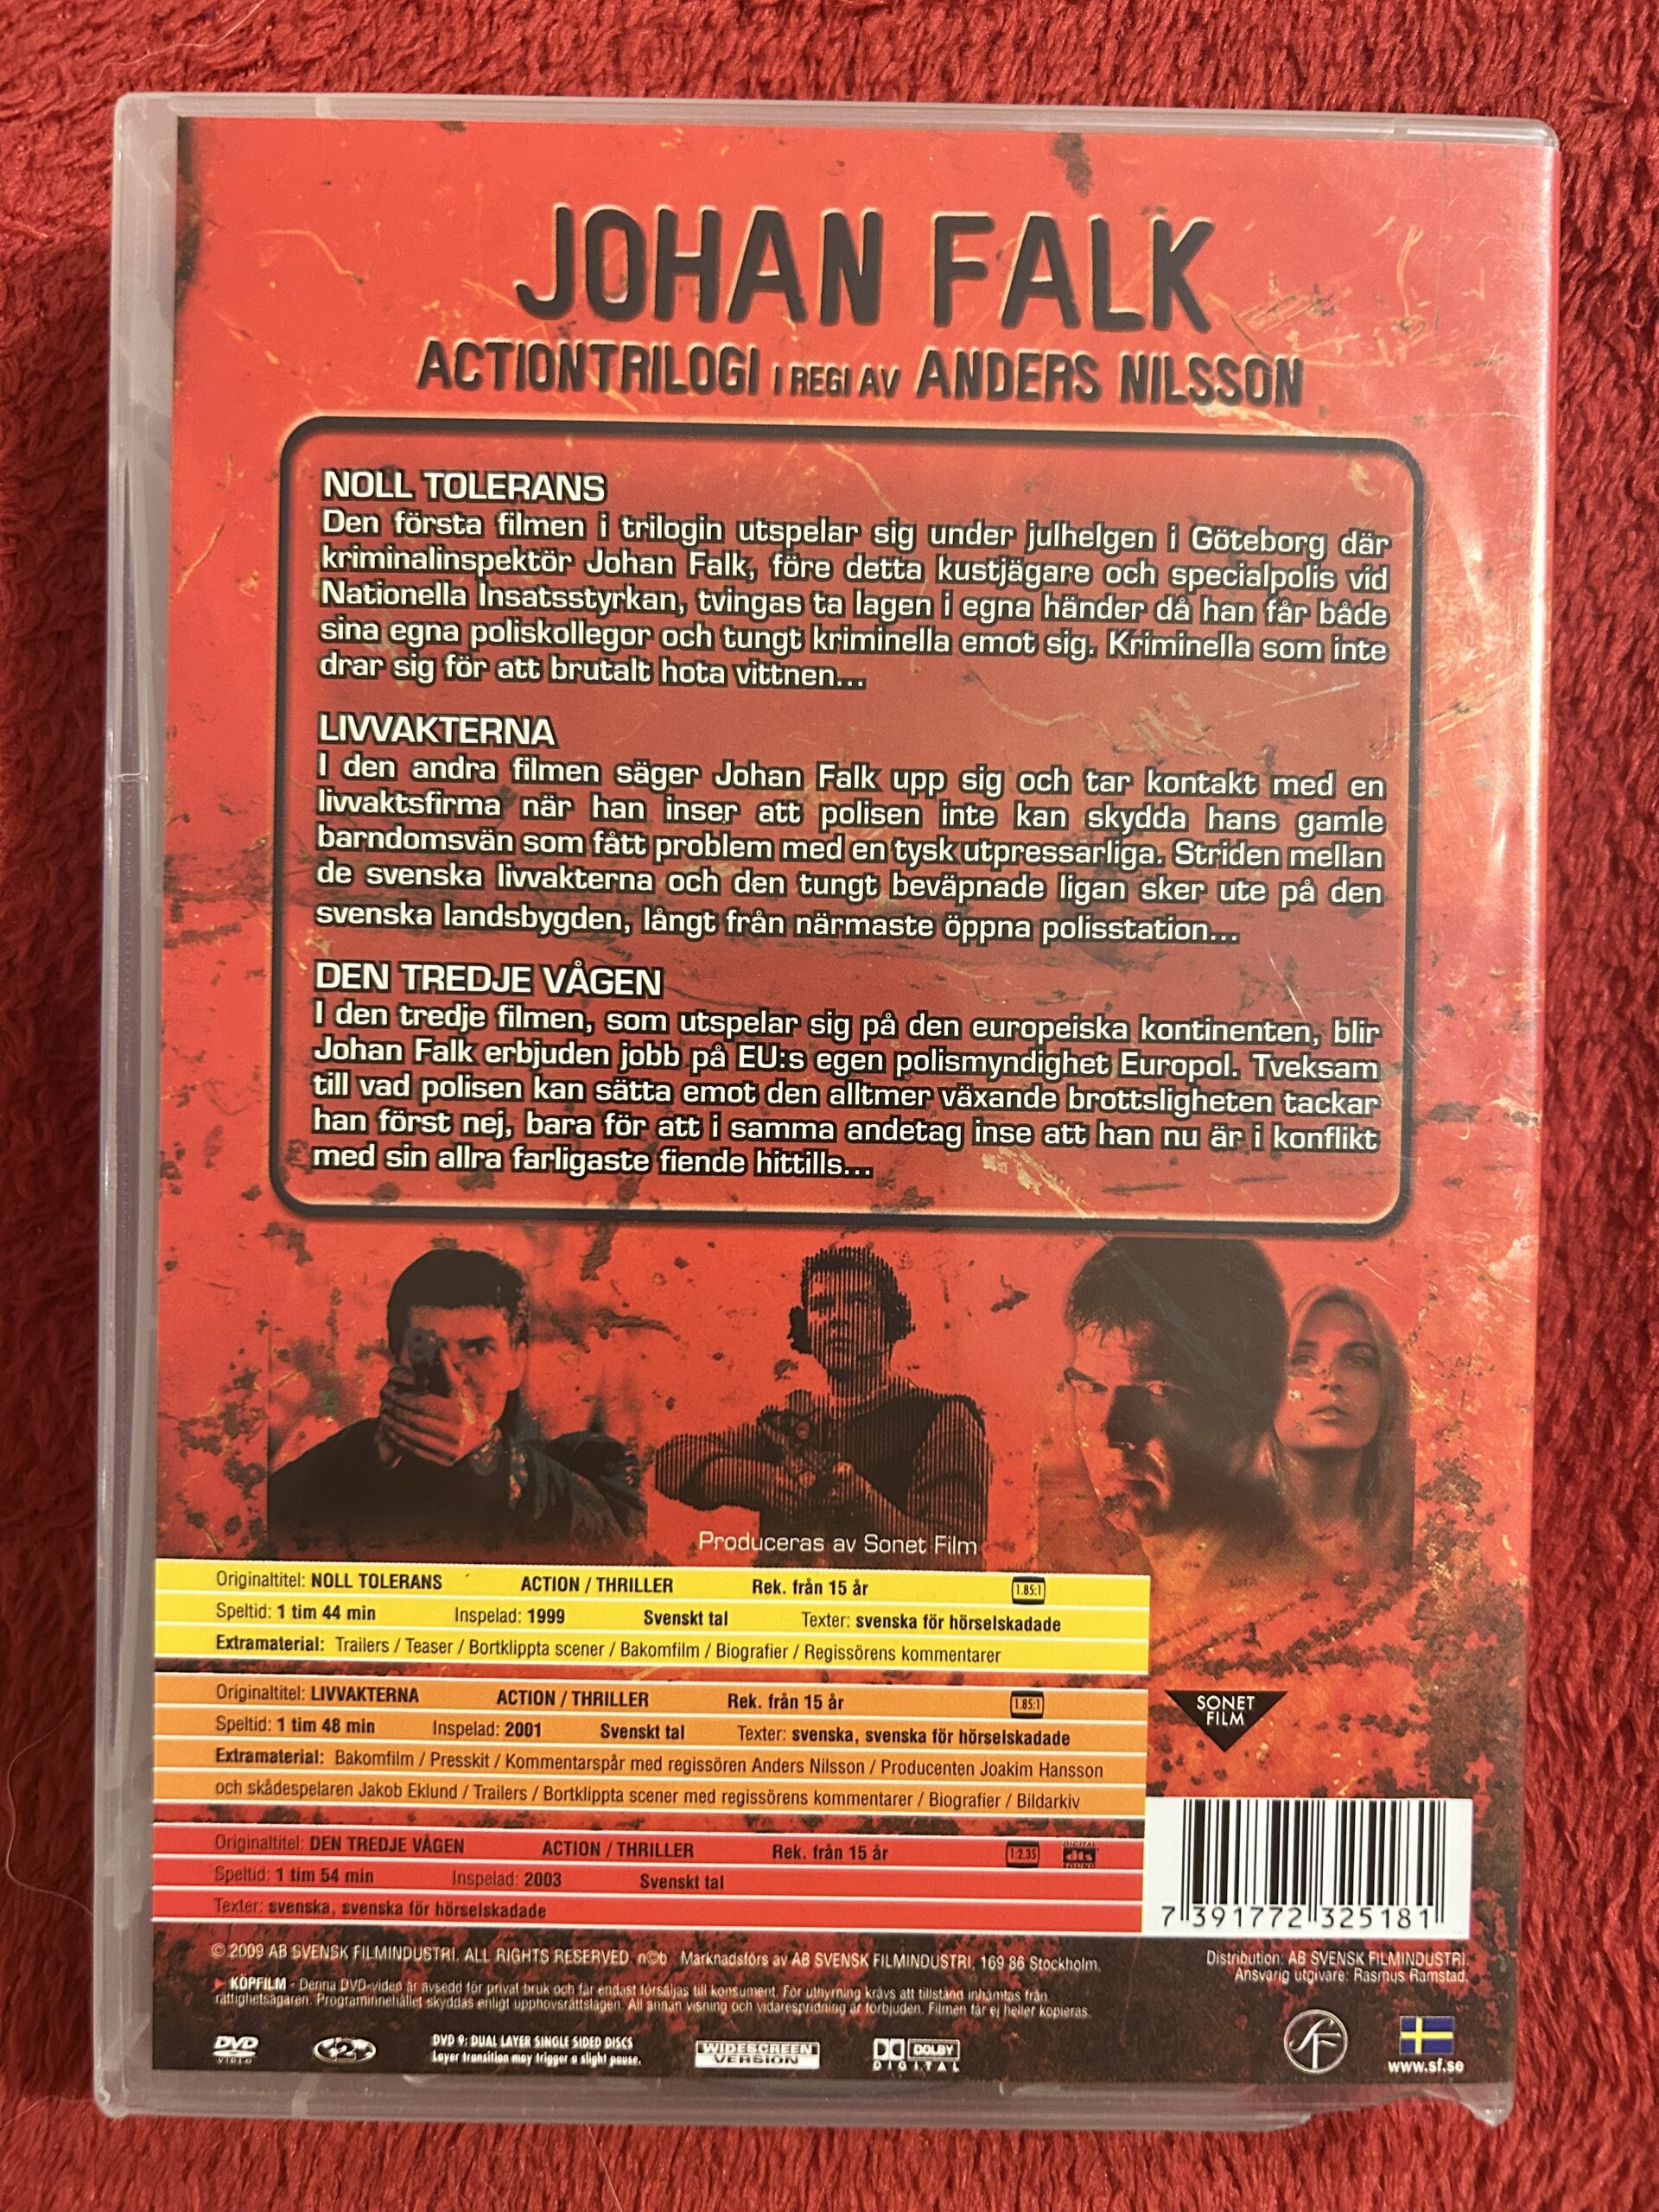 JOHAN FALK
ACTIONTRILOGI I REGI AV ANDERS NILSSON
NOLL TOLERANS
Den första filmen i trilogin utspelar sig under julhelgen i Göteborg där
kriminalinspektör Johan Falk, före detta kustjägare och specialpolis vid
Nationella Insatsstyrkan, tvingas ta lagen i egna händer då han får både
sina egna poliskollegor och tungt kriminella emot sig. Kriminella som inte
drar sig för att brutalt hota vittnen...
LIVVAKTERNA
I den andra filmen säger Johan Falk upp sig och tar kontakt med en
livvaktsfirma när han inser att polisen inte kan skydda hans gamle
barndomsvän som fått problem med en tysk utpressarliga. Striden mellan
de svenska livvakterna och den tungt beväpnade ligan sker ute på den
svenska landsbygden, långt från närmaste öppna polisstation...
DEN TREDJE VÅGEN
I den tredje filmen, som utspelar sig på den europeiska kontinenten, blir
Johan Falk erbjuden jobb på EU:s egen polismyndighet Europol. Tveksam
till vad polisen kan sätta emot den alltmer växande brottsligheten tackar
han först nej, bara för att i samma andetag inse att han nu är i konflikt
med sin allra farligaste fiende hittills...
Produceras av Sonet Film
Originaltitel: NOLL TOLERANS ACTION / THRILLER Rek. från 15 år 1.85:1
Speltid: 1 tim 44 min Inspelad: 1999 Svenskt tal Texter: svenska för hörselskadade
Extramaterial: Trailers / Teaser / Bortklippta scener / Bakomfilm / Biografier / Regissörens kommentarer
Originaltitel: LIVVAKTERNA ACTION / THRILLER Rek. från 15 år 1.85:1
Speltid: 1 tim 48 min Inspelad: 2001 Svenskt tal Texter: svenska, svenska för hörselskadade
Extramaterial: Bakomfilm / Presskit / Kommentarspår med regissören Anders Nilsson / Producenten Joakim Hansson
och skådespelaren Jakob Eklund / Trailers / Bortklippta scener med regissörens kommentarer / Biografier / Bildarkiv
Originaltitel: DEN TREDJE VÅGEN ACTION / THRILLER Rek. från 15 år 1:2.35 DIGITAL dts SOUND
Speltid: 1 tim 54 min Inspelad: 2003 Svenskt tal
Texter: svenska, svenska för hörselskadade
SONET
FILM
7 391772 325181
© 2009 AB SVENSK FILMINDUSTRI. ALL RIGHTS RESERVED. n©b Marknadsförs av AB SVENSK FILMINDUSTRI, 169 86 Stockholm.
Distribution: AB SVENSK FILMINDUSTRI.
Ansvarig utgivare: Rasmus Ramstad.
KÖPFILM - Denna DVD-video är avsedd för privat bruk och får endast försäljas till konsument. För uthyrning krävs att tillstånd inhämtas från
rättighetsägaren. Programinnehållet skyddas enligt upphovsrättslagen. All annan visning och vidarespridning är förbjuden. Filmen får ej heller kopieras.
DVD VIDEO
2
DVD 9: DUAL LAYER SINGLE SIDED DISCS
Layer transition may trigger a slight pause.
WIDESCREEN
VERSION
DOLBY
DIGITAL
SF
www.sf.se